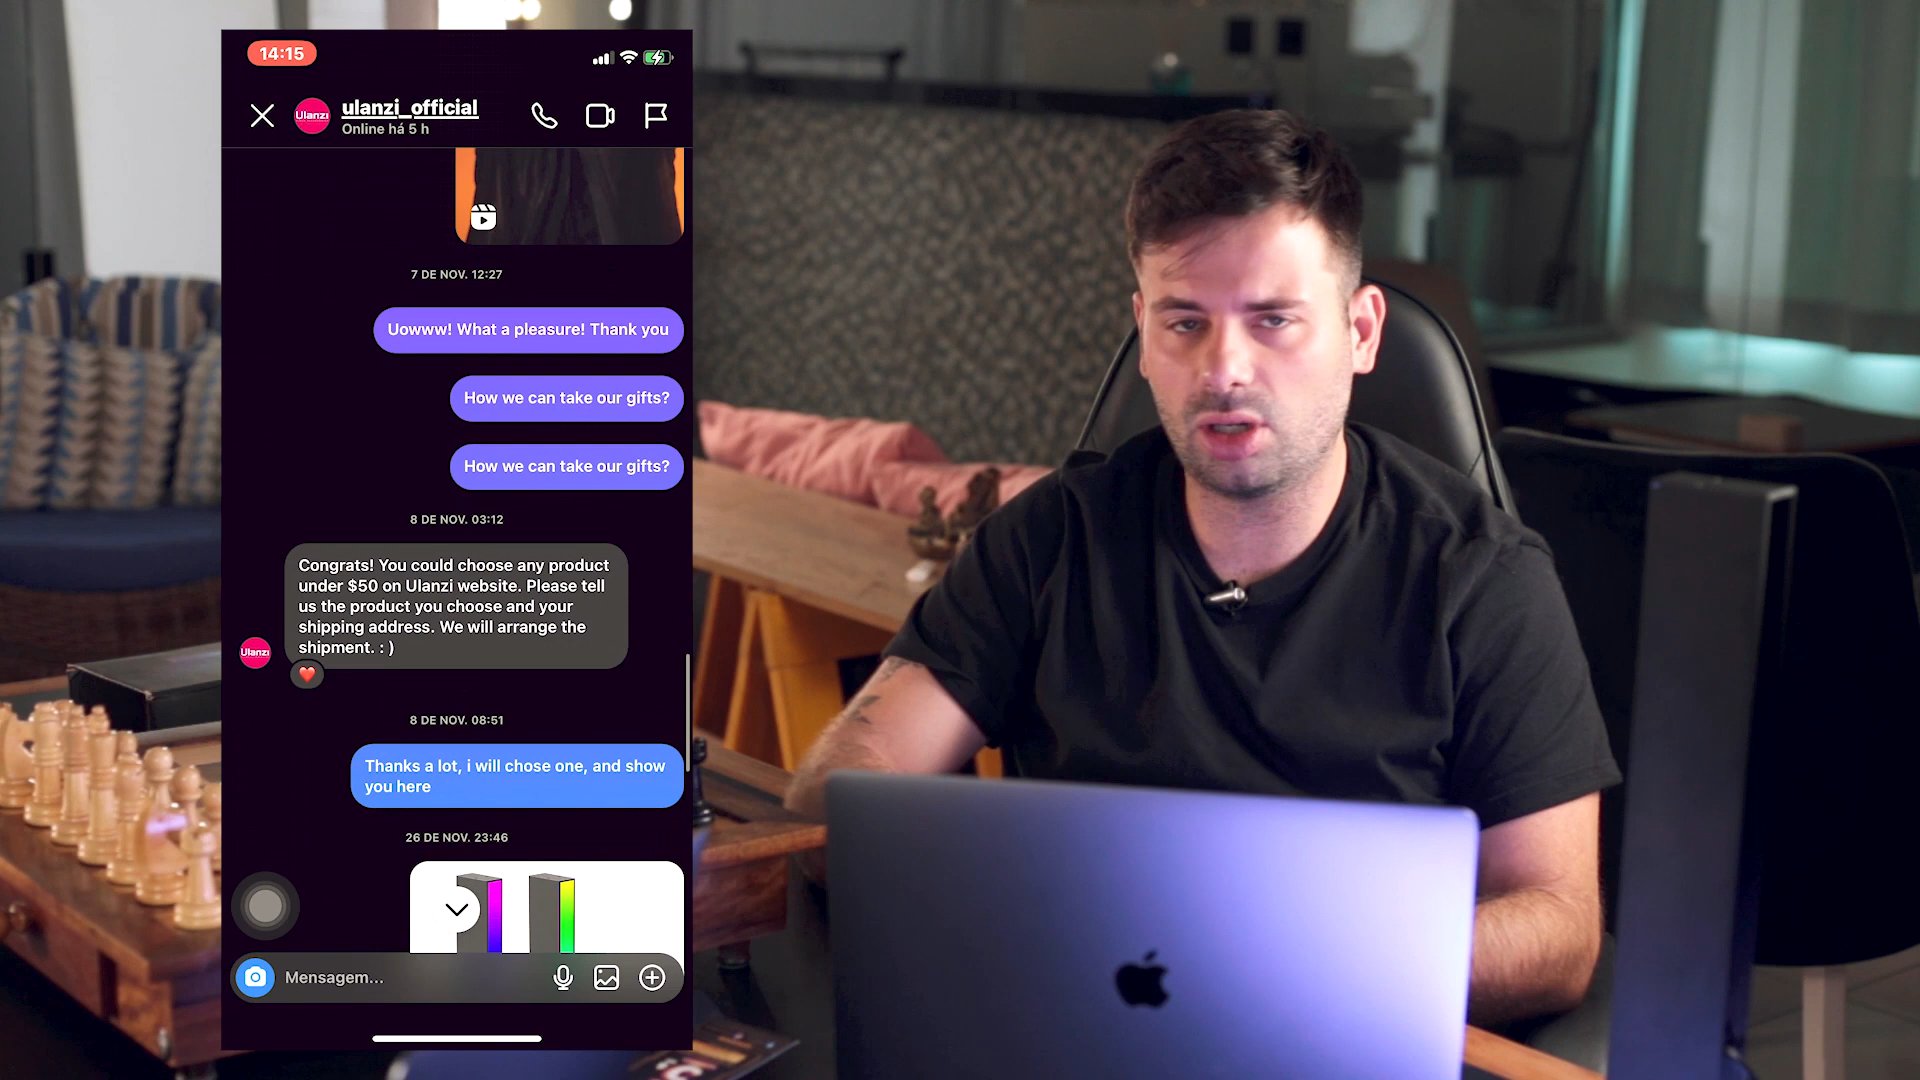 14:15
Ulanzi
ulanzi_official
Online há 5 h
7 DE NOV. 12:27
Uowww! What a pleasure! Thank you
How we can take our gifts?
How we can take our gifts?
8 DE NOV. 03:12
Congrats! You could choose any product
under $50 on Ulanzi website. Please tell
us the product you choose and your
shipping address. We will arrange the
shipment. : )
Ulanzi
8 DE NOV. 08:51
Thanks a lot, i will chose one, and show
you here
26 DE NOV. 23:46
Mensagem...